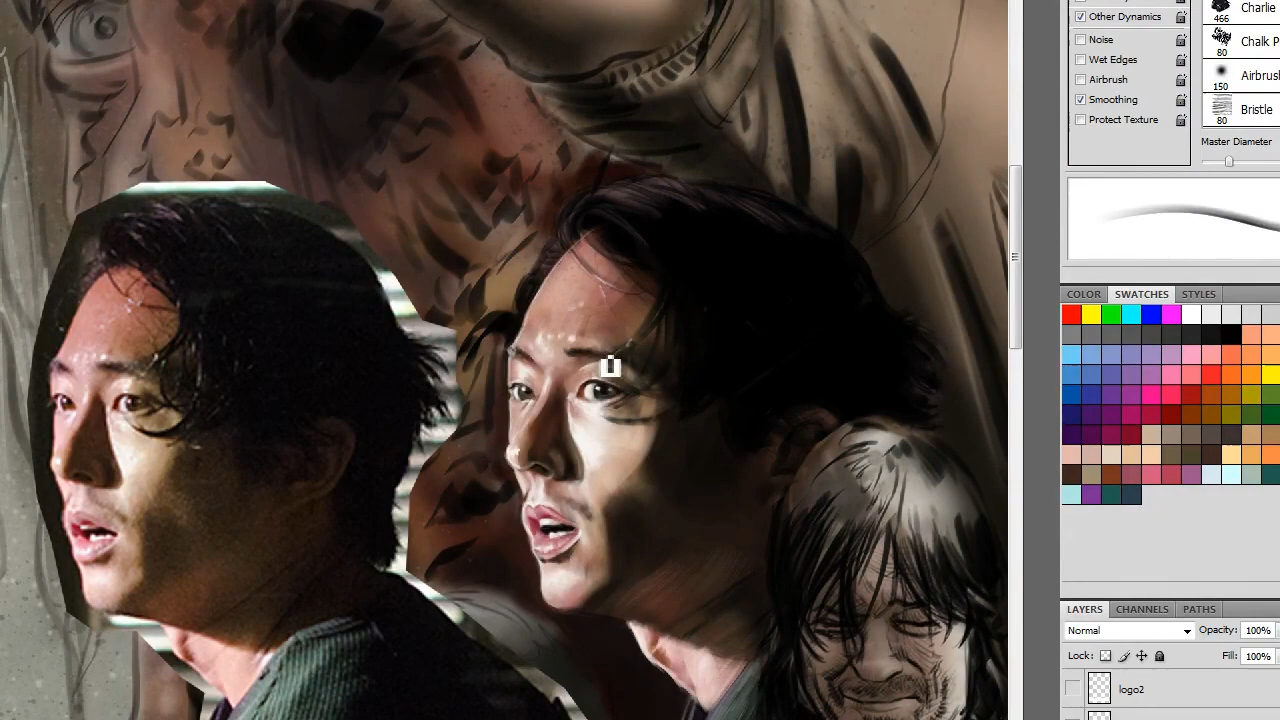 466
Charlie
Other Dynamics
Noise
80
Chalk P
Wet Edges
Airbrush
150
Airbrus
Smoothing
80
Bristle
Protect Texture
Master Diameter
COLOR SWATCHES STYLES
LAYERS CHANNELS PATHS
Normal Opacity: 100%
Lock: Fill: 100%
logo2